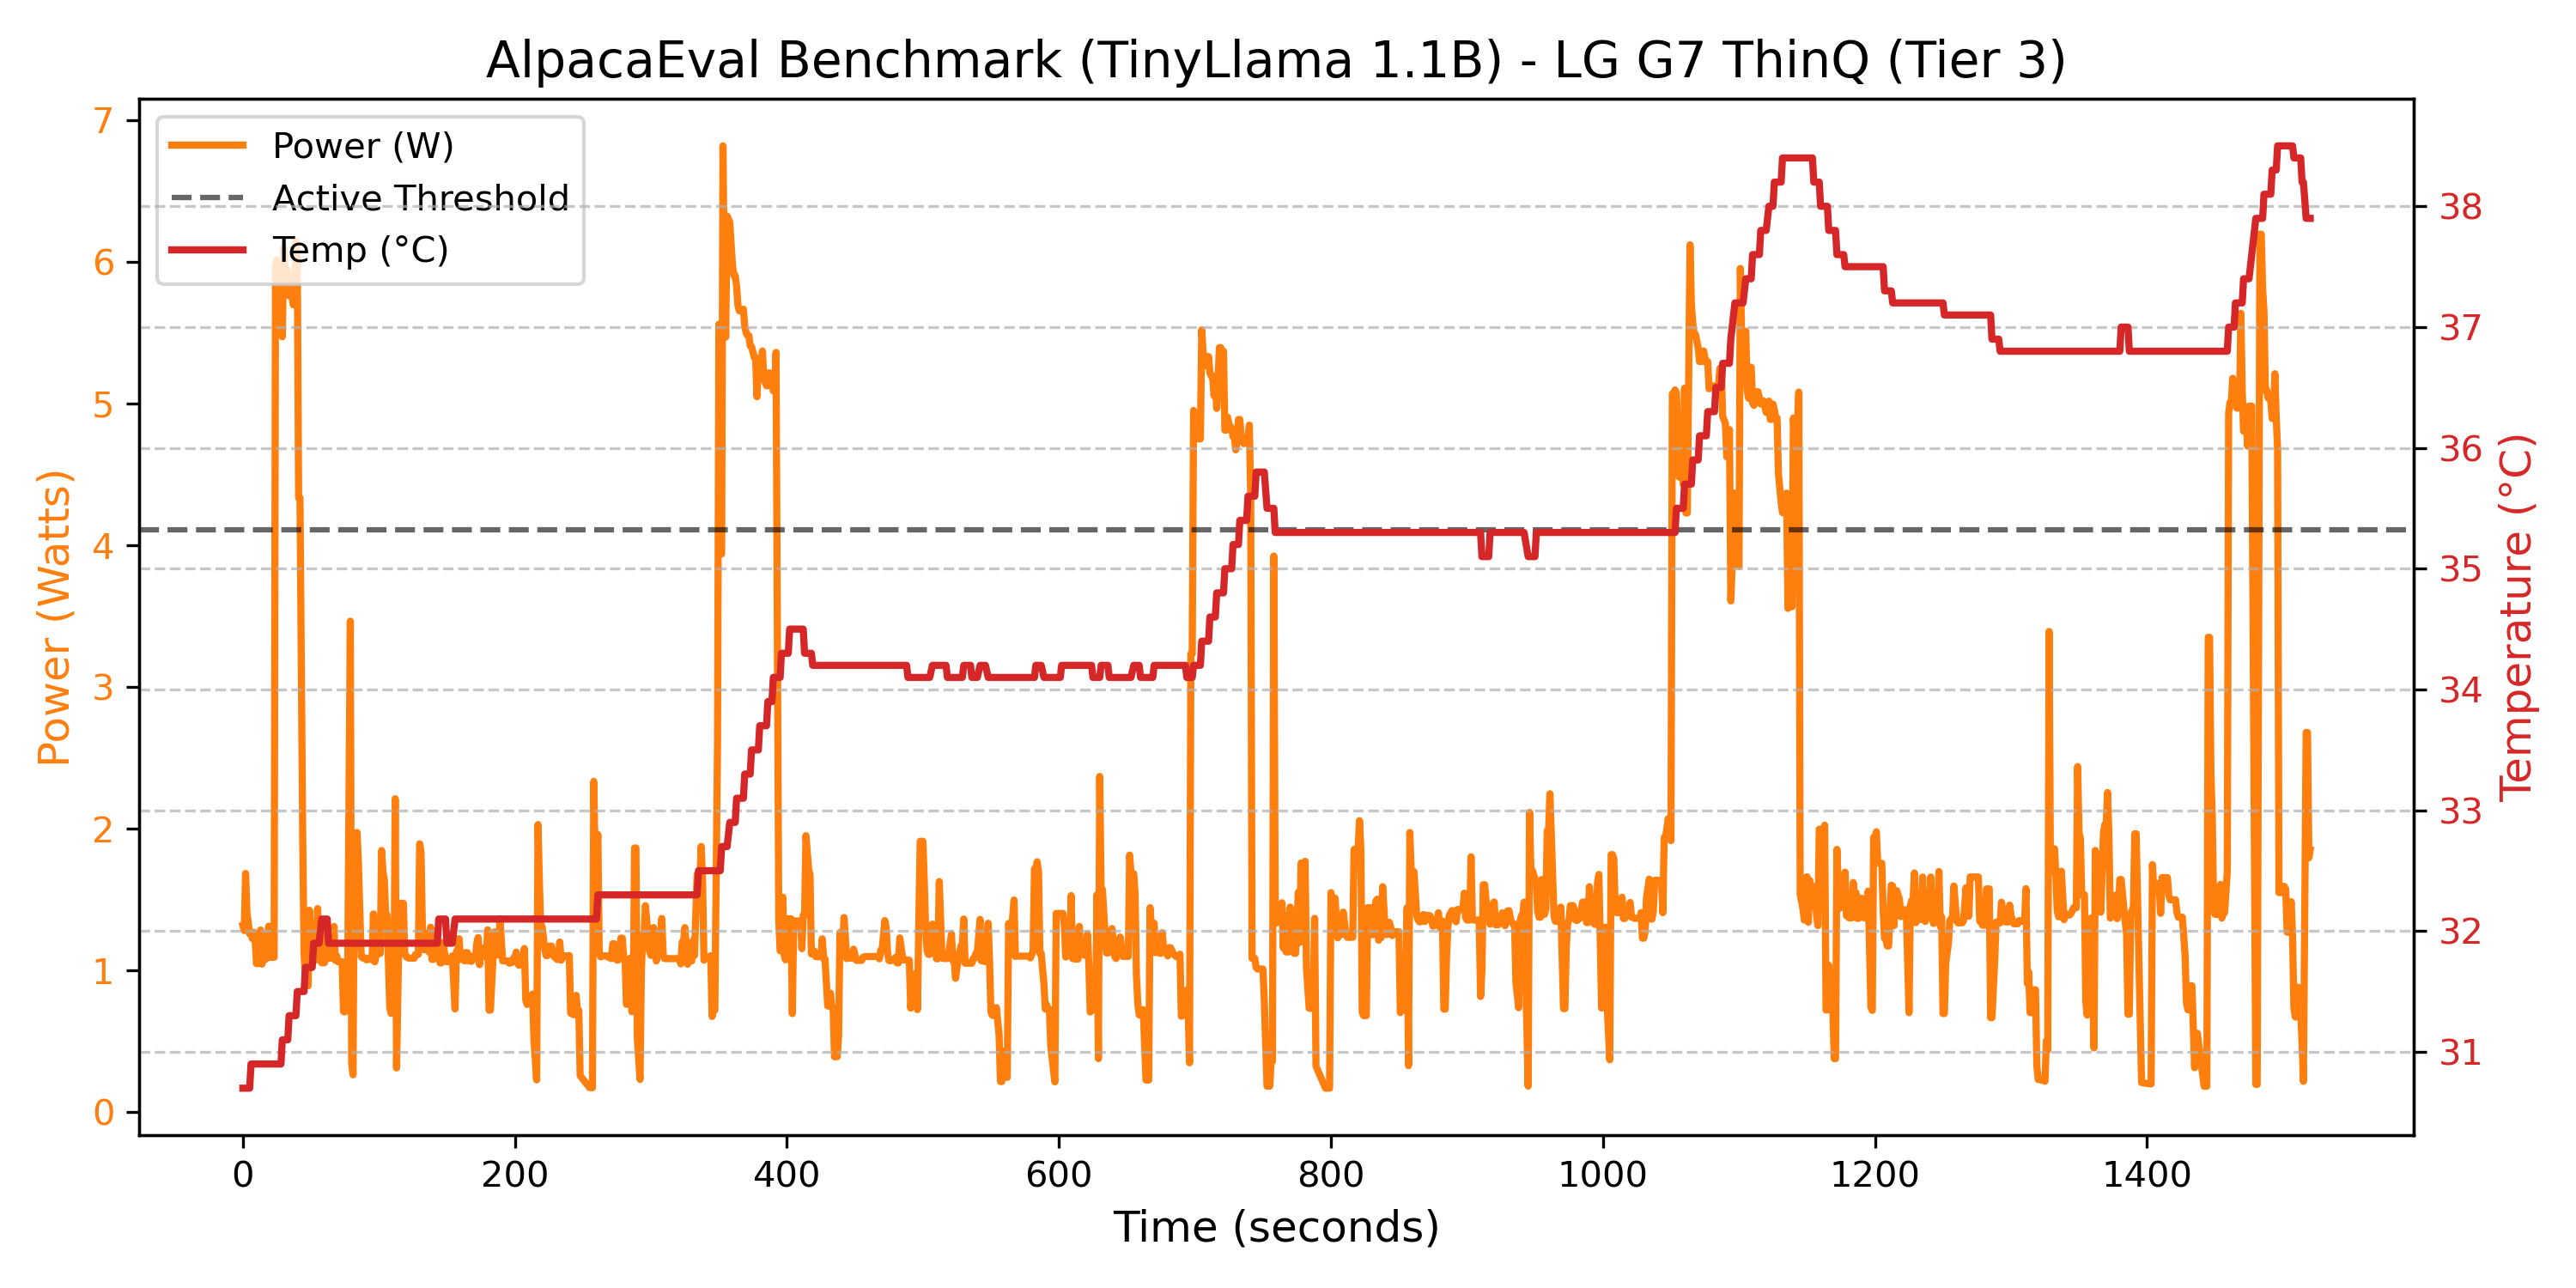 AlpacaEval Benchmark (TinyLlama 1.1B) - LG G7 ThinQ (Tier 3)
Power (W)
Active Threshold
Temp (°C)
Power (Watts)
7
6
5
4
3
2
1
0
38
37
36
35
34
33
32
31
Temperature (°C)
0 200 400 600 800 1000 1200 1400
Time (seconds)